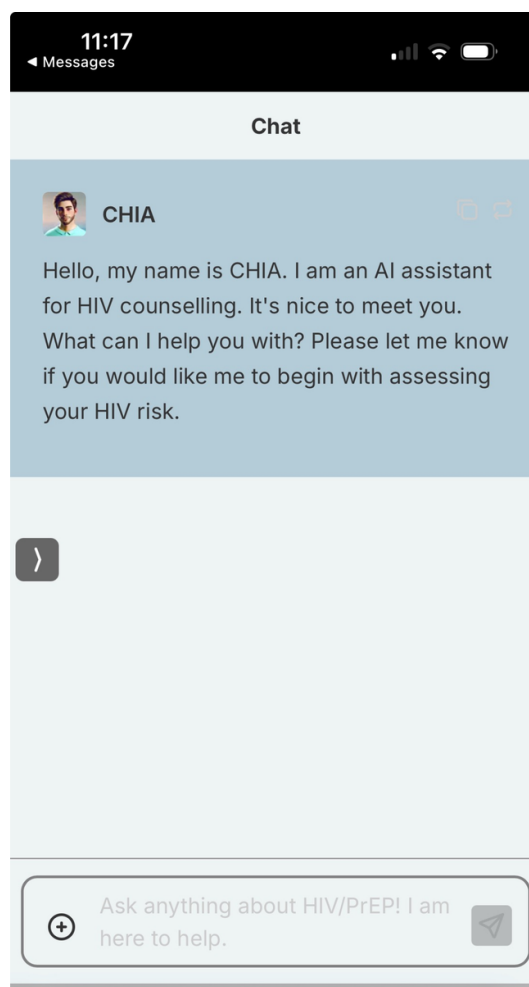 11:17
◀ Messages
Chat
CHIA
Hello, my name is CHIA. I am an AI assistant
for HIV counselling. It's nice to meet you.
What can I help you with? Please let me know
if you would like me to begin with assessing
your HIV risk.
Ask anything about HIV/PrEP! I am
here to help.